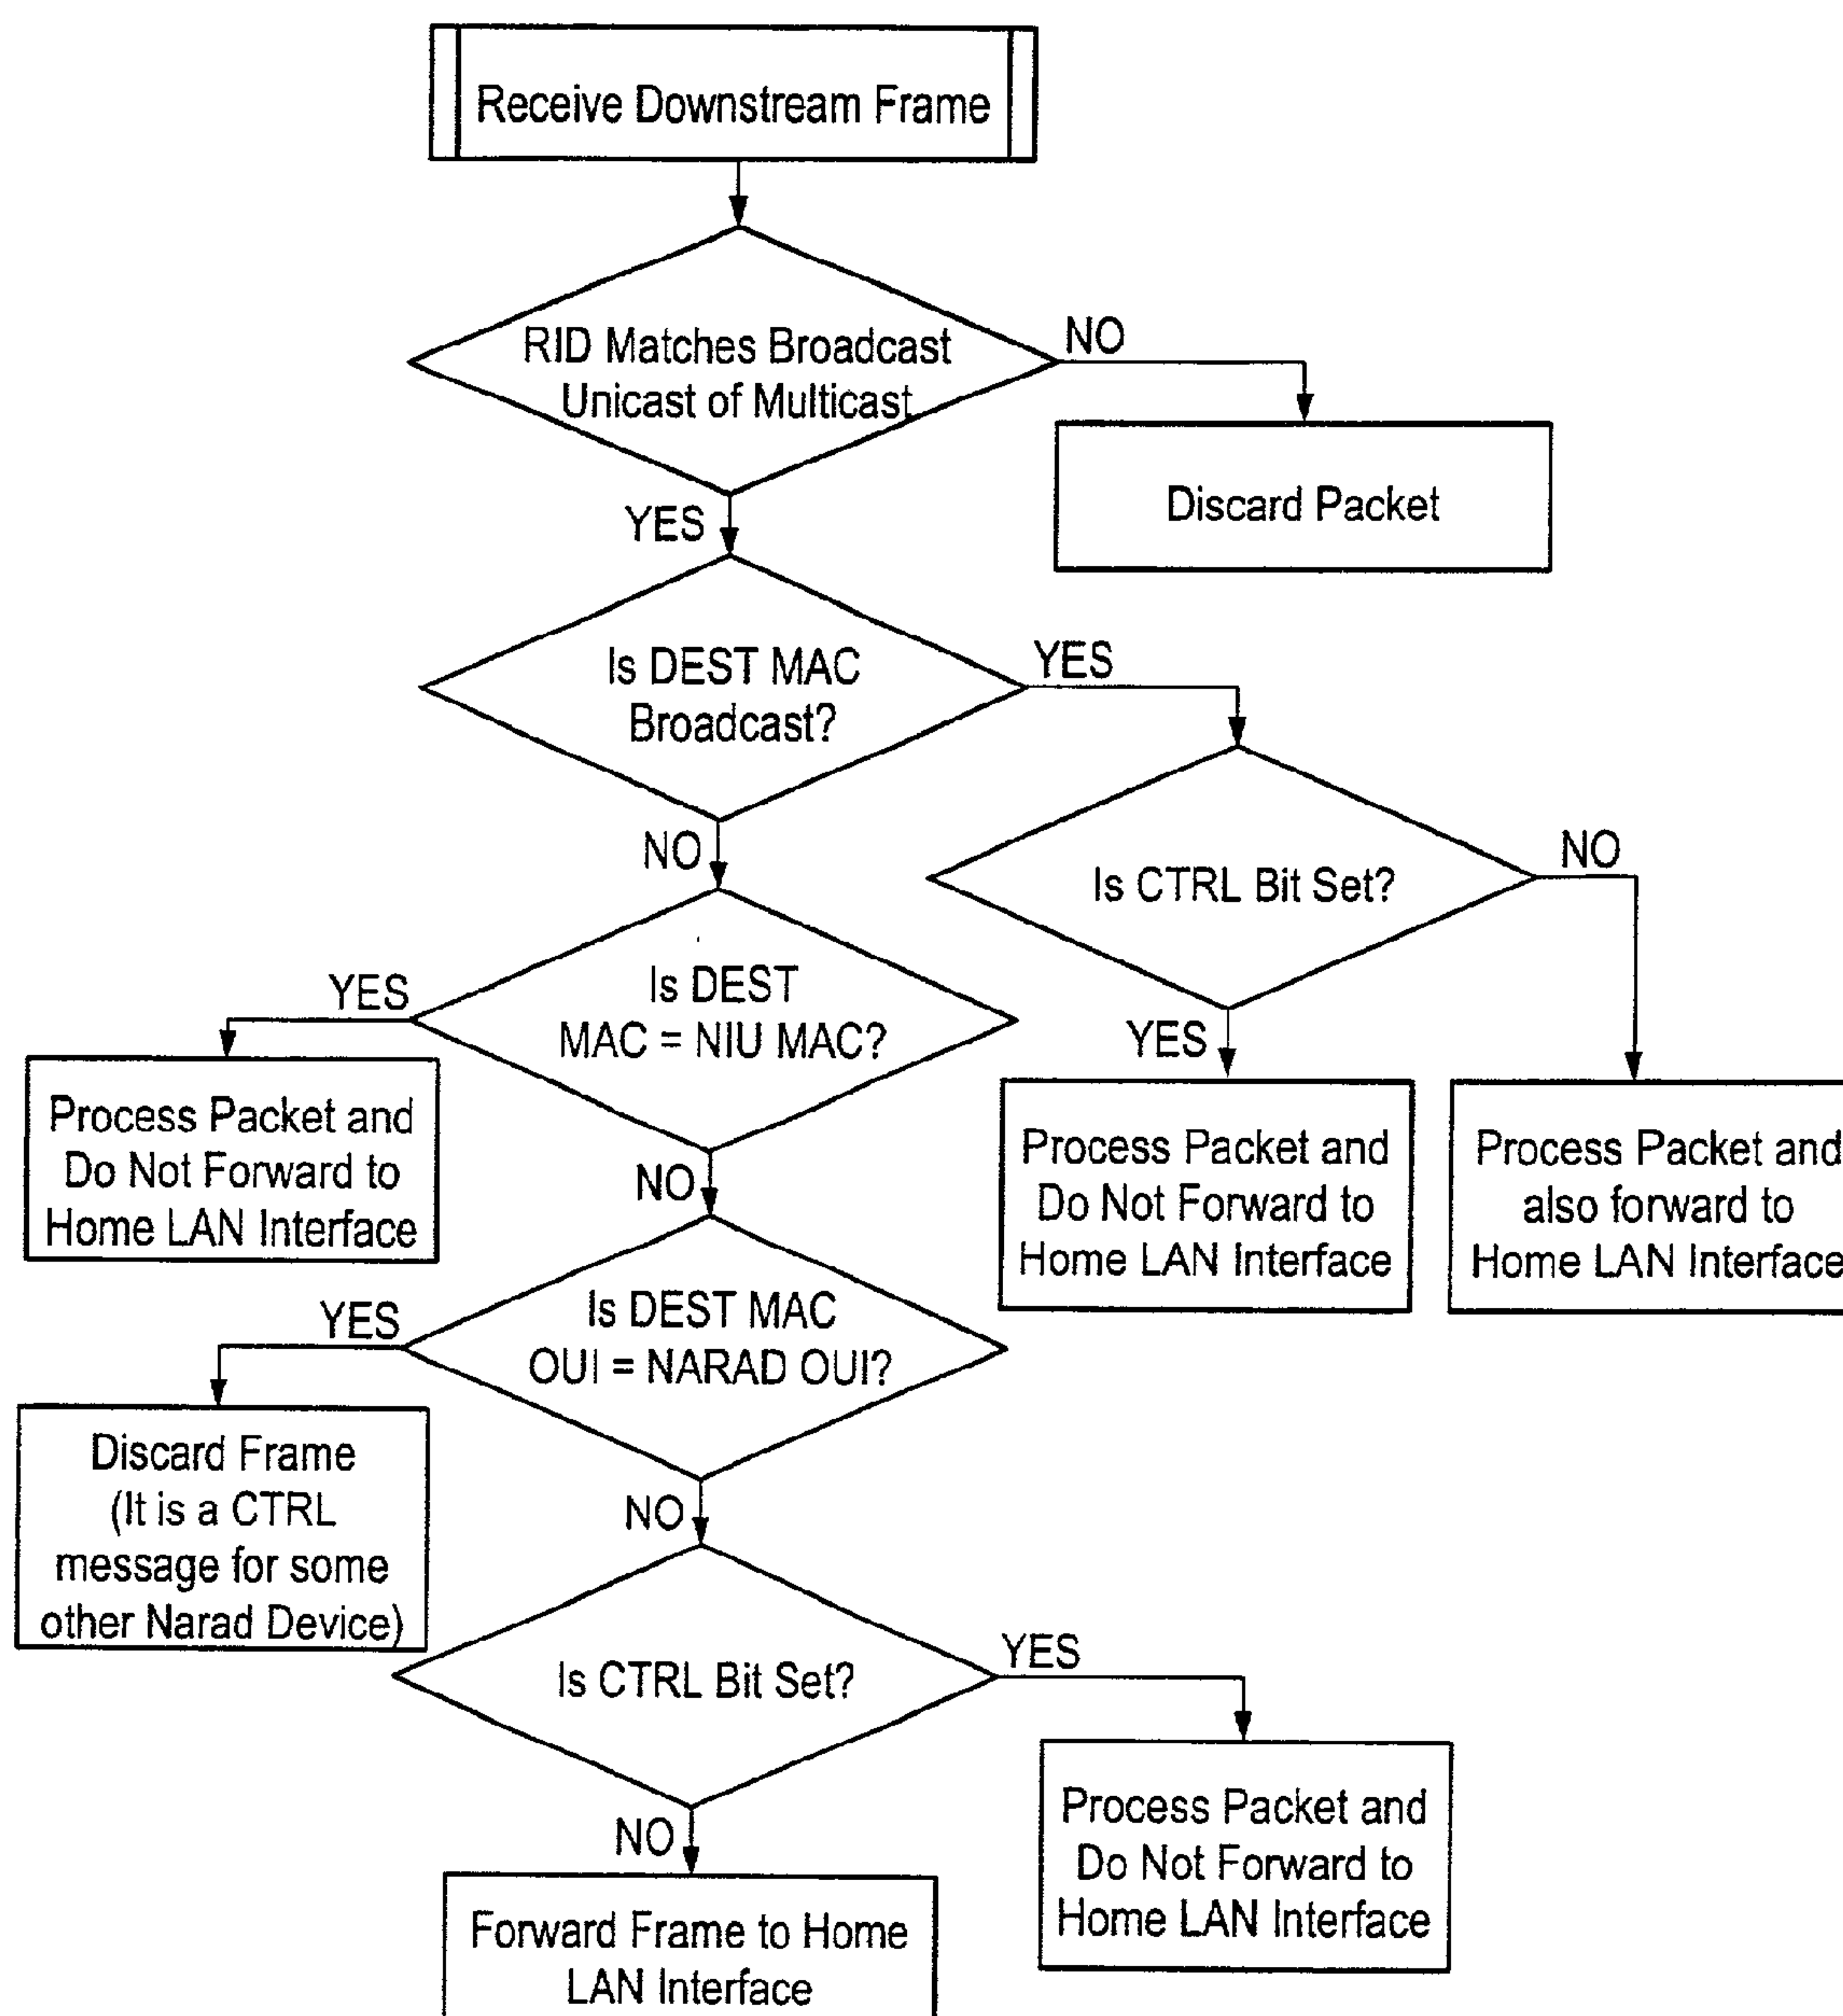 Receive Downstream Frame
RID Matches Broadcast
Unicast of Multicast
NO
Discard Packet
YES
Is DEST MAC
Broadcast?
YES
NO
Is CTRL Bit Set?
NO
YES
Is DEST
MAC = NIU MAC?
YES
Process Packet and
Do Not Forward to
Home LAN Interface
Process Packet and
Do Not Forward to
Home LAN Interface
Process Packet and
also forward to
Home LAN Interface
NO
Is DEST MAC
OUI = NARAD OUI?
YES
Discard Frame
(It is a CTRL
message for some
other Narad Device)
NO
Is CTRL Bit Set?
YES
Process Packet and
Do Not Forward to
Home LAN Interface
NO
Forward Frame to Home
LAN Interface